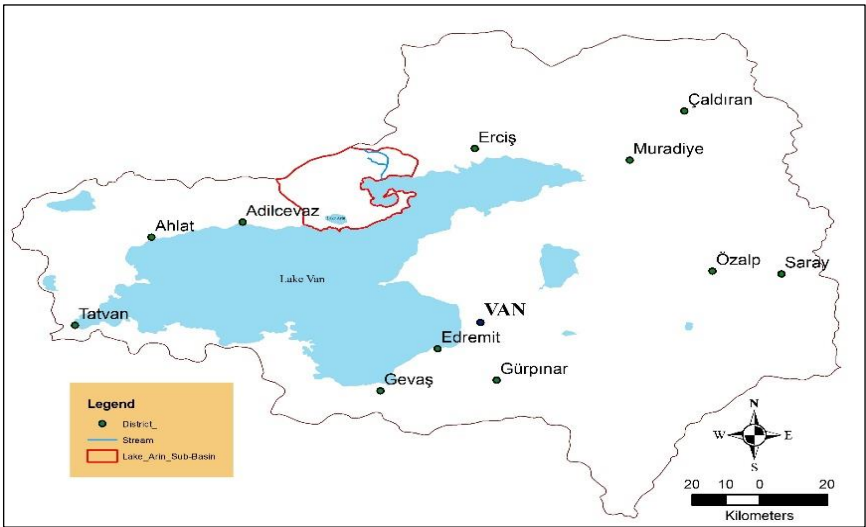 Çaldıran
Erciş
Muradiye
Adilcevaz
Ahlat
Özalp
Saray
Lake Van
Tatvan
VAN
Edremit
Gevaş
Gürpınar
Legend
District_
Stream
Lake_Arin_Sub-Basin
N
W E
S
20 10 0 20
Kilometers